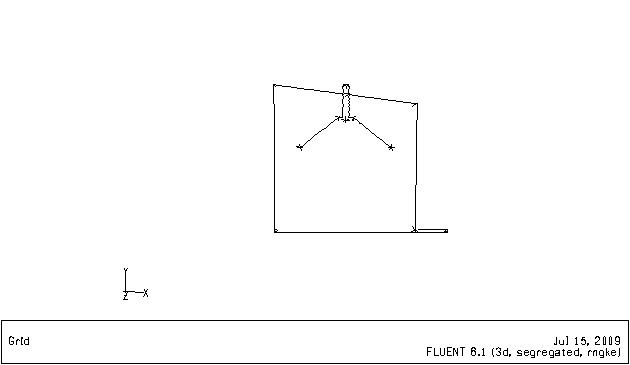 Y
Z X
Grid
Jul 15, 2009
FLUENT 6.1 (3d, segregated, rngke)